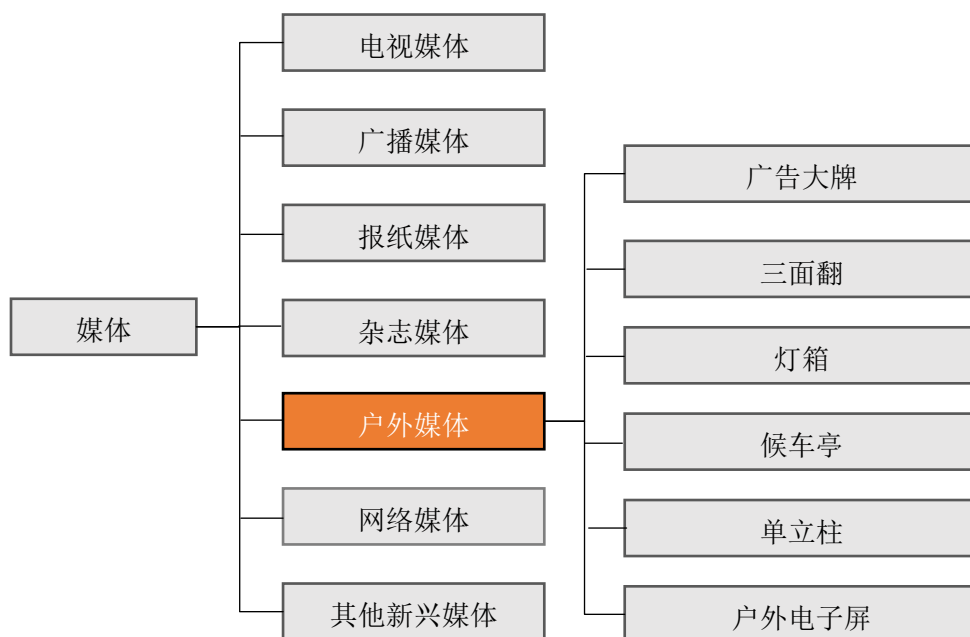 媒体
电视媒体
广播媒体
报纸媒体
杂志媒体
户外媒体
网络媒体
其他新兴媒体
广告大牌
三面翻
灯箱
候车亭
单立柱
户外电子屏